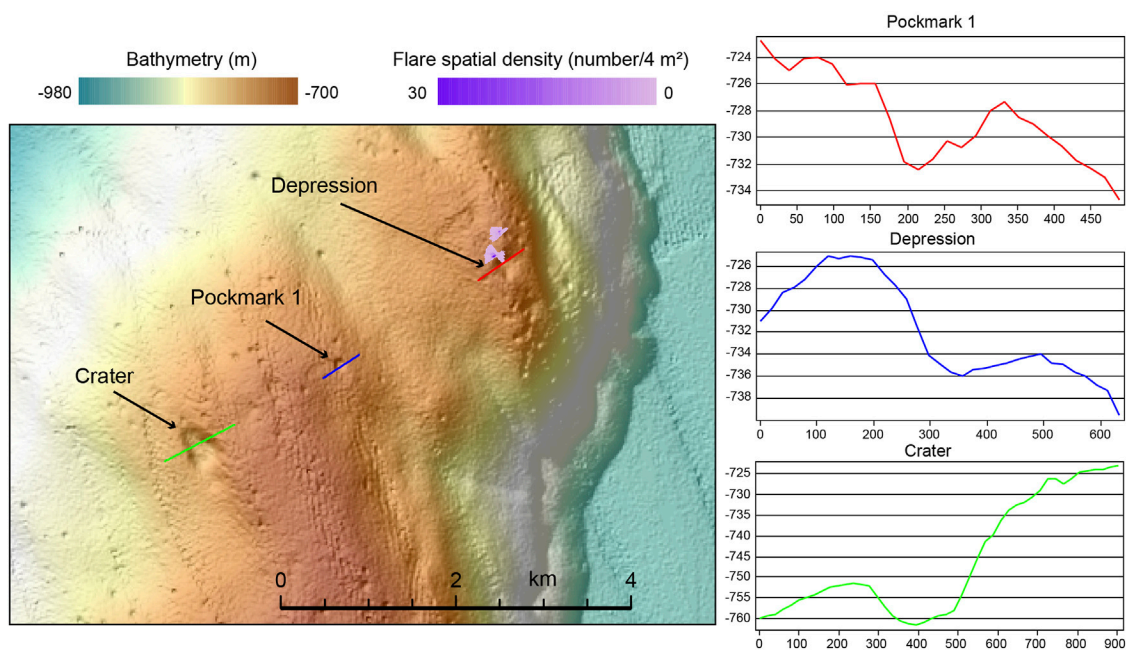 Bathymetry (m)
-980
-700
Flare spatial density (number/4 m²)
30
0
Depression
Pockmark 1
Crater
0
2
km
4
Pockmark 1
-724
-726
-728
-730
-732
-734
0 50 100 150 200 250 300 350 400 450
Depression
-726
-728
-730
-732
-734
-736
-738
0 100 200 300 400 500 600
Crater
-725
-730
-735
-740
-745
-750
-755
-760
0 100 200 300 400 500 600 700 800 900